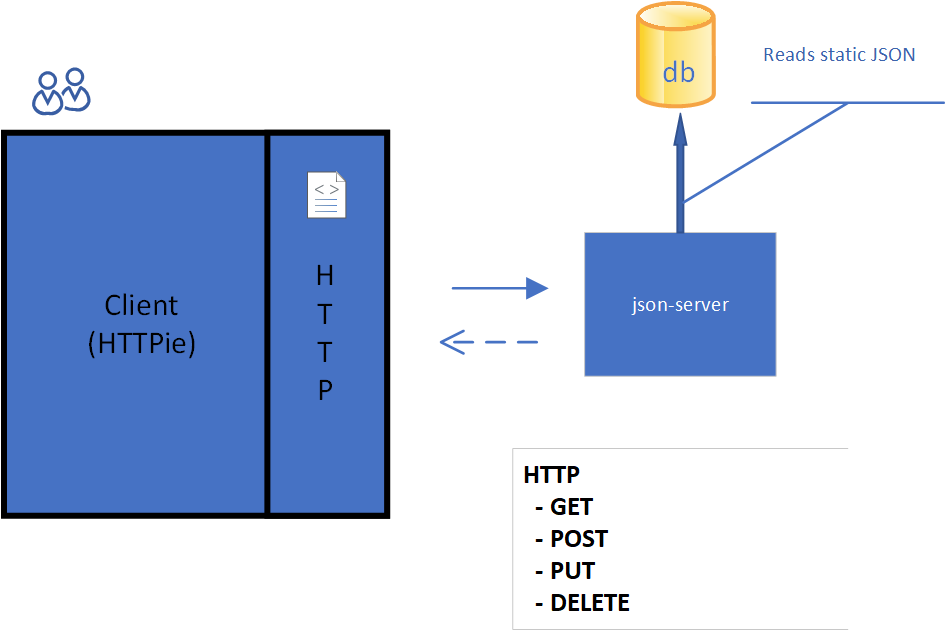 db
Reads static JSON
< >
Client
(HTTPie)
H
T
T
P
json-server
HTTP
- GET
- POST
- PUT
- DELETE